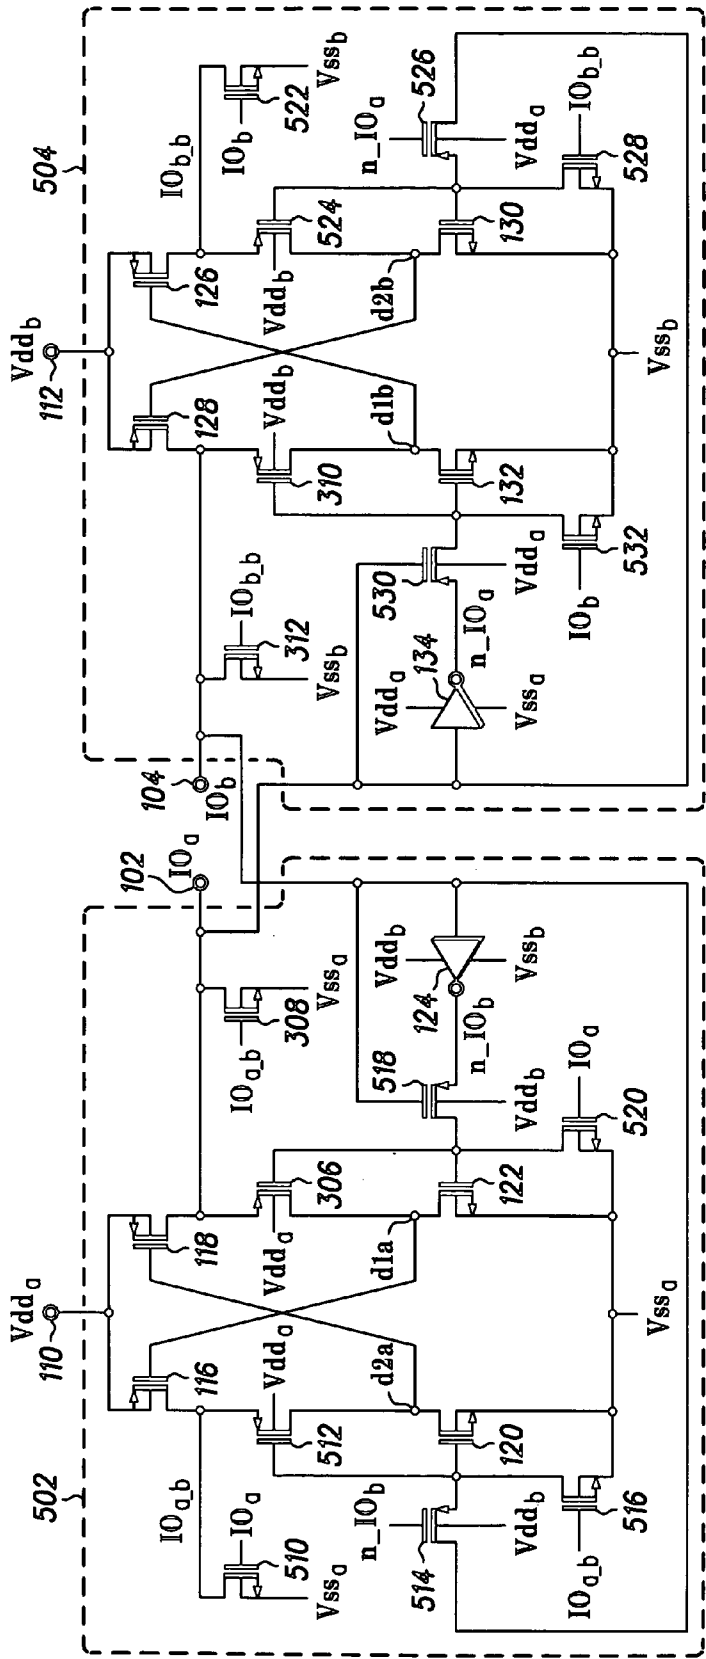 Vdd_a
Vdd_b
502
110
112
504
IO_a_b
116
118
102
IO_a
104
IO_b
128
126
IO_b_b
510
IO_a
Vss_a
512
Vdd_a
Vdd_a
306
IO_a_b
308
Vss_a
312
IO_b_b
Vss_b
310
Vdd_b
Vdd_b
524
IO_b
522
Vss_b
n_IO_b
514
Vdd_b
d2a
d1a
518
Vdd_b
124
Vss_b
n_IO_b
Vdd_b
Vdd_a
134
Vss_a
n_IO_a
530
Vdd_a
d1b
d2b
n_IO_a
526
Vdd_a
120
122
132
130
IO_a_b
516
IO_a
520
IO_b
532
IO_b_b
528
Vss_a
Vss_b